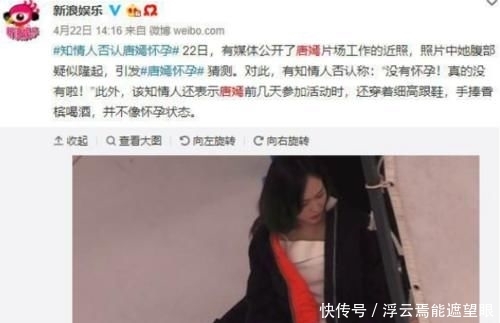 新浪娱乐
4月22日 14:16 来自 微博 weibo.com
#知情人否认唐嫣怀孕# 22日，有媒体公开了唐嫣片场工作的近照，照片中她腹部
疑似隆起，引发#唐嫣怀孕# 猜测。对此，有知情人否认称：“没有怀孕！真的没
有啦！”此外，该知情人还表示唐嫣前几天参加活动时，还穿着细高跟鞋，手捧香
槟喝酒，并不像怀孕状态。
收起 查看大图 向左旋转 向右旋转
快传号 / 浮云焉能遮望眼